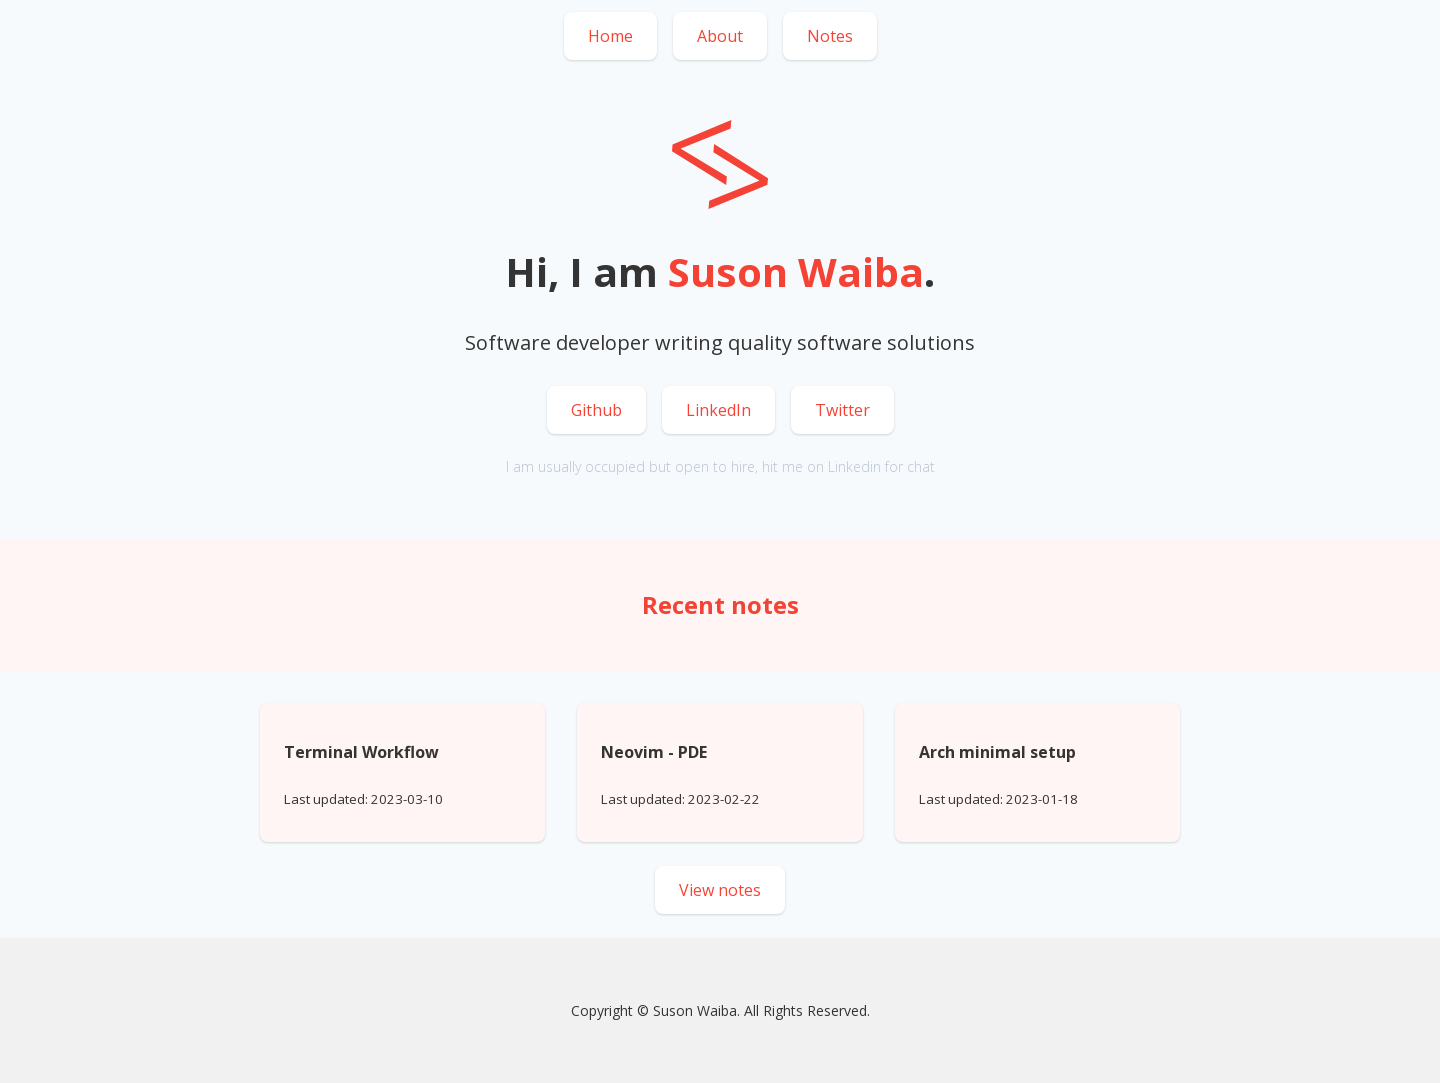 Home
About
Notes
Hi, I am Suson Waiba.
Software developer writing quality software solutions
Github
LinkedIn
Twitter
I am usually occupied but open to hire, hit me on Linkedin for chat
Recent notes
Terminal Workflow
Last updated: 2023-03-10
Neovim - PDE
Last updated: 2023-02-22
Arch minimal setup
Last updated: 2023-01-18
View notes
Copyright © Suson Waiba. All Rights Reserved.